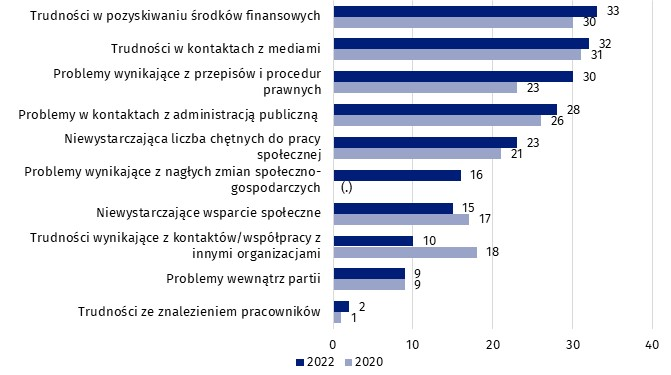 Trudności w pozyskiwaniu środków finansowych
33
30
Trudności w kontaktach z mediami
32
31
Problemy wynikające z przepisów i procedur
prawnych
30
23
Problemy w kontaktach z administracją publiczną
28
26
Niewystarczająca liczba chętnych do pracy
społecznej
23
21
Problemy wynikające z nagłych zmian społeczno-
gospodarczych
16
(.)
Niewystarczające wsparcie społeczne
15
17
Trudności wynikające z kontaktów/współpracy z
innymi organizacjami
10
18
Problemy wewnątrz partii
9
9
Trudności ze znalezieniem pracowników
2
1
0 10 20 30 40
2022 2020